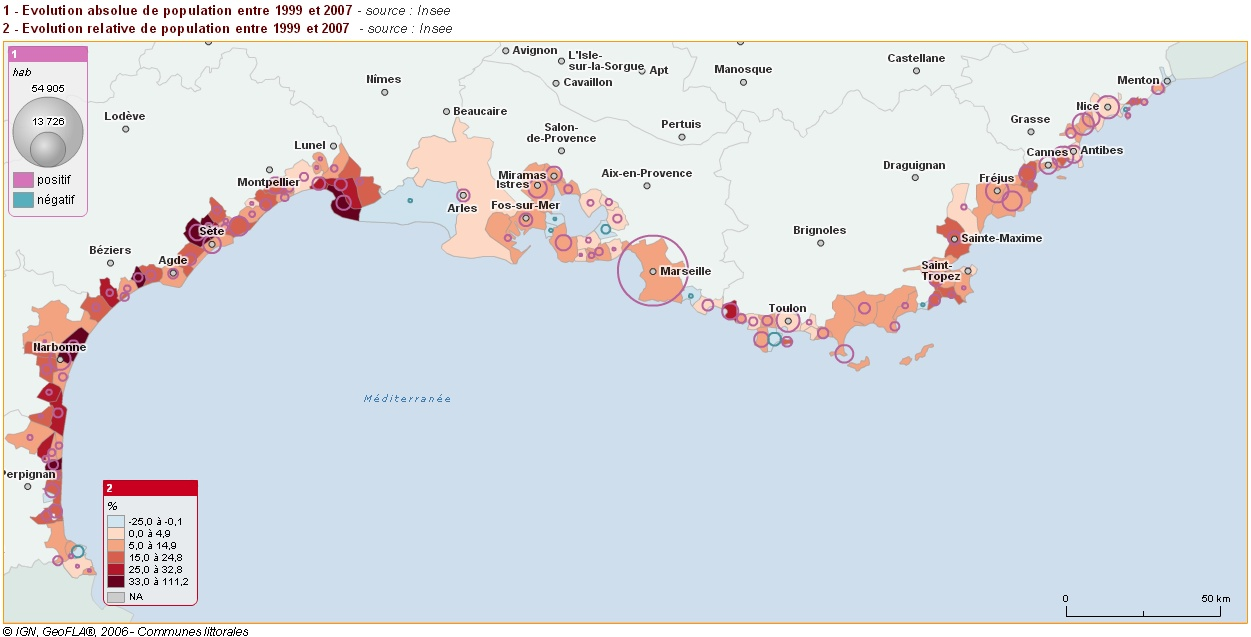 1 - Evolution absolue de population entre 1999 et 2007 - source : Insee
2 - Evolution relative de population entre 1999 et 2007 - source : Insee
1
hab
54 905
13 726
positif
négatif
Avignon
L'Isle-
sur-la-Sorgue
Apt
Cavaillon
Manosque
Castellane
Menton
Nîmes
Beaucaire
Nice
Lodève
Salon-
de-Provence
Pertuis
Grasse
Lunel
Cannes
Antibes
Miramas
Aix-en-Provence
Draguignan
Montpellier
Istres
Fréjus
Arles
Fos-sur-Mer
Sète
Brignoles
Sainte-Maxime
Béziers
Agde
Marseille
Saint-
Tropez
Toulon
Narbonne
Méditerranée
Perpignan
2
%
-25,0 à -0,1
0,0 à 4,9
5,0 à 14,9
15,0 à 24,8
25,0 à 32,8
33,0 à 111,2
NA
0 50 km
© IGN, GeoFLA®, 2006 - Communes littorales